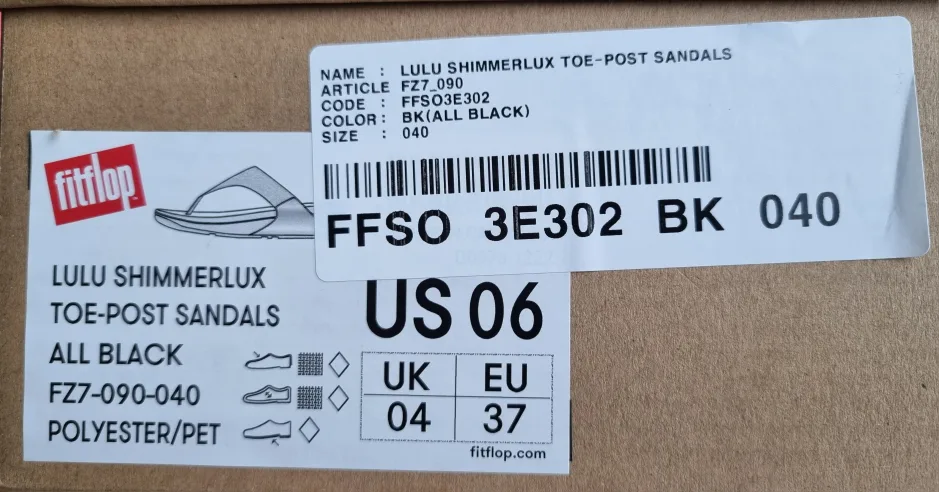 NAME : LULU SHIMMERLUX TOE-POST SANDALS
ARTICLE FZ7_090
CODE : FFSO3E302
COLOR : BK(ALL BLACK)
SIZE : 040
FFSO 3E302 BK 040
fitflop
LULU SHIMMERLUX
TOE-POST SANDALS
ALL BLACK
FZ7-090-040
POLYESTER/PET
US 06
UK EU
04 37
fitflop.com